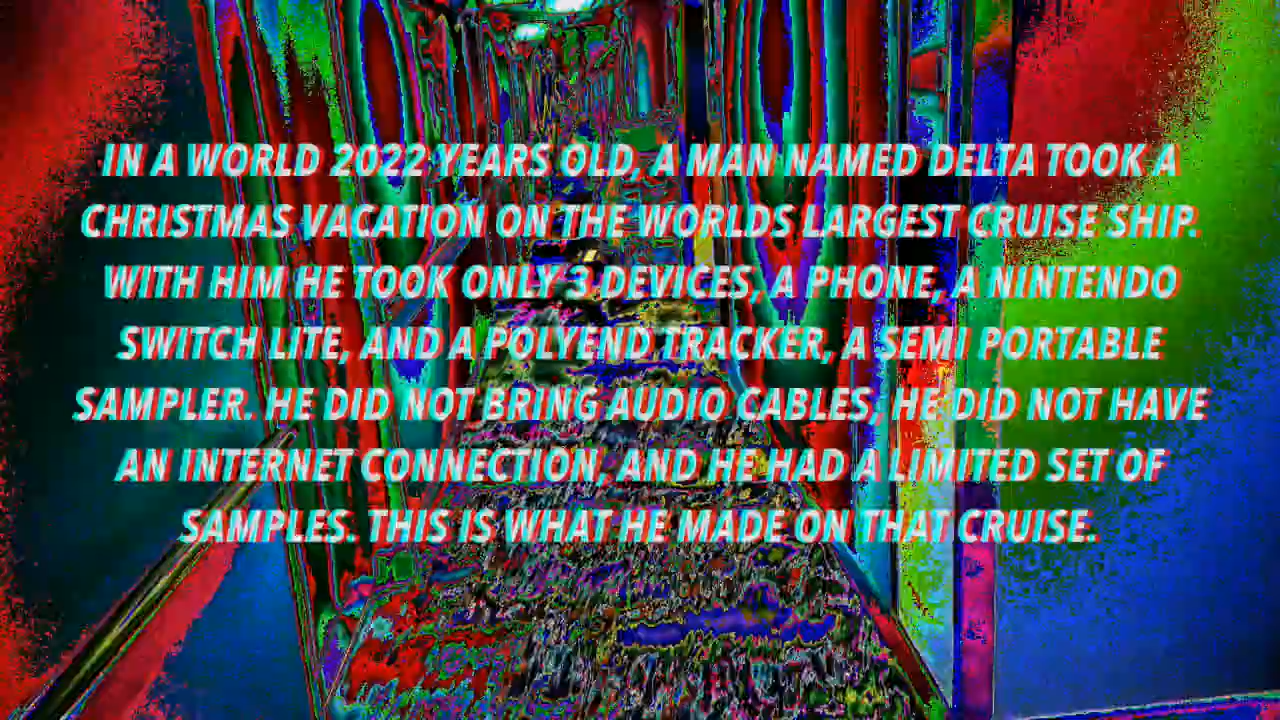 IN A WORLD 2022 YEARS OLD, A MAN NAMED DELTA TOOK A
CHRISTMAS VACATION ON THE WORLDS LARGEST CRUISE SHIP.
WITH HIM HE TOOK ONLY 3 DEVICES, A PHONE, A NINTENDO
SWITCH LITE, AND A POLYEND TRACKER, A SEMI PORTABLE
SAMPLER. HE DID NOT BRING AUDIO CABLES, HE DID NOT HAVE
AN INTERNET CONNECTION, AND HE HAD A LIMITED SET OF
SAMPLES. THIS IS WHAT HE MADE ON THAT CRUISE.